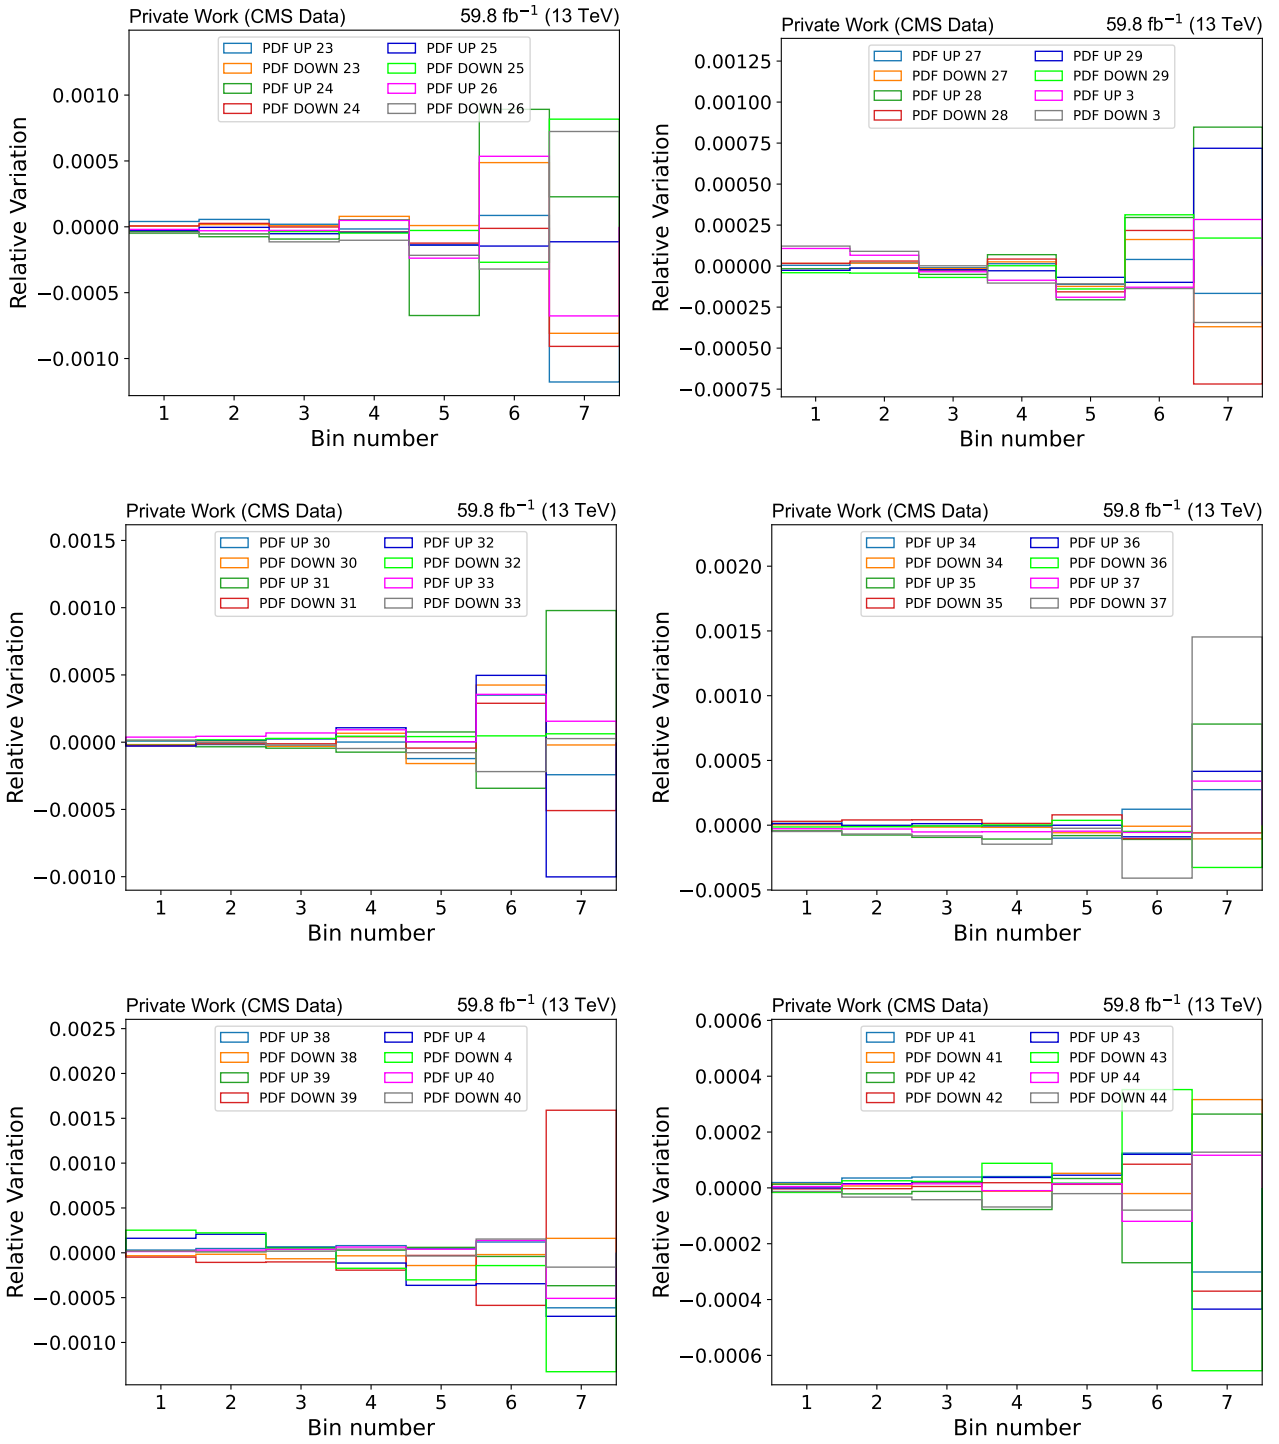 Private Work (CMS Data) 59.8 fb⁻¹ (13 TeV)
PDF UP 23 PDF UP 25
PDF DOWN 23 PDF DOWN 25
PDF UP 24 PDF UP 26
PDF DOWN 24 PDF DOWN 26
0.0010
0.0005
0.0000
−0.0005
−0.0010
Relative Variation
1 2 3 4 5 6 7
Bin number
Private Work (CMS Data) 59.8 fb⁻¹ (13 TeV)
PDF UP 27 PDF UP 29
PDF DOWN 27 PDF DOWN 29
PDF UP 28 PDF UP 3
PDF DOWN 28 PDF DOWN 3
0.00125
0.00100
0.00075
0.00050
0.00025
0.00000
−0.00025
−0.00050
−0.00075
Relative Variation
1 2 3 4 5 6 7
Bin number
Private Work (CMS Data) 59.8 fb⁻¹ (13 TeV)
PDF UP 30 PDF UP 32
PDF DOWN 30 PDF DOWN 32
PDF UP 31 PDF UP 33
PDF DOWN 31 PDF DOWN 33
0.0015
0.0010
0.0005
0.0000
−0.0005
−0.0010
Relative Variation
1 2 3 4 5 6 7
Bin number
Private Work (CMS Data) 59.8 fb⁻¹ (13 TeV)
PDF UP 34 PDF UP 36
PDF DOWN 34 PDF DOWN 36
PDF UP 35 PDF UP 37
PDF DOWN 35 PDF DOWN 37
0.0020
0.0015
0.0010
0.0005
0.0000
−0.0005
Relative Variation
1 2 3 4 5 6 7
Bin number
Private Work (CMS Data) 59.8 fb⁻¹ (13 TeV)
PDF UP 38 PDF UP 4
PDF DOWN 38 PDF DOWN 4
PDF UP 39 PDF UP 40
PDF DOWN 39 PDF DOWN 40
0.0025
0.0020
0.0015
0.0010
0.0005
0.0000
−0.0005
−0.0010
Relative Variation
1 2 3 4 5 6 7
Bin number
Private Work (CMS Data) 59.8 fb⁻¹ (13 TeV)
PDF UP 41 PDF UP 43
PDF DOWN 41 PDF DOWN 43
PDF UP 42 PDF UP 44
PDF DOWN 42 PDF DOWN 44
0.0006
0.0004
0.0002
0.0000
−0.0002
−0.0004
−0.0006
Relative Variation
1 2 3 4 5 6 7
Bin number